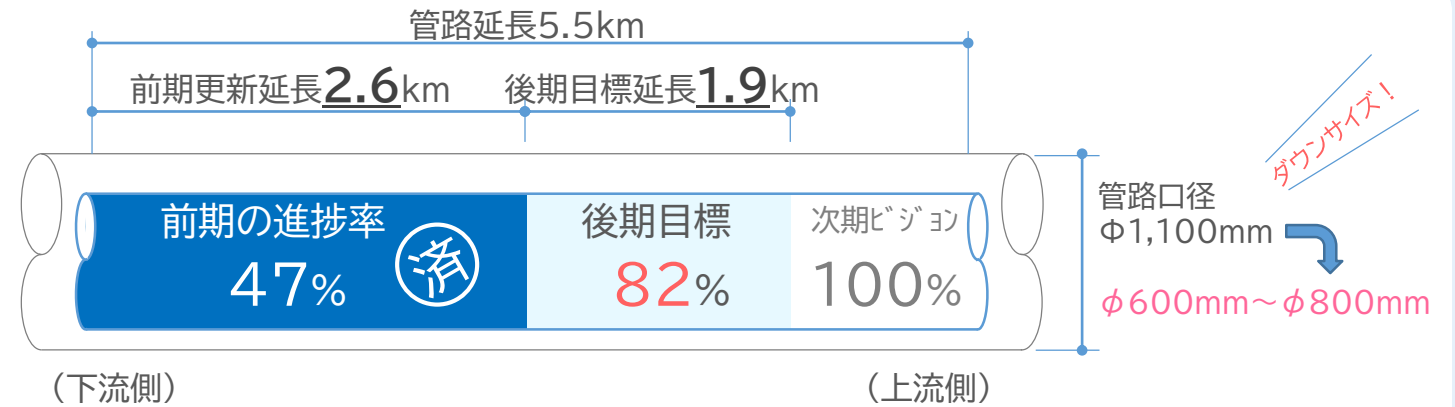 管路延長5.5km
前期更新延長2.6km
後期目標延長1.9km
ダウンサイズ！
前期の進捗率
47%
済
後期目標
82%
次期ﾋﾞｼﾞｮﾝ
100%
管路口径
Φ1,100mm
φ600mm～φ800mm
（下流側）
（上流側）